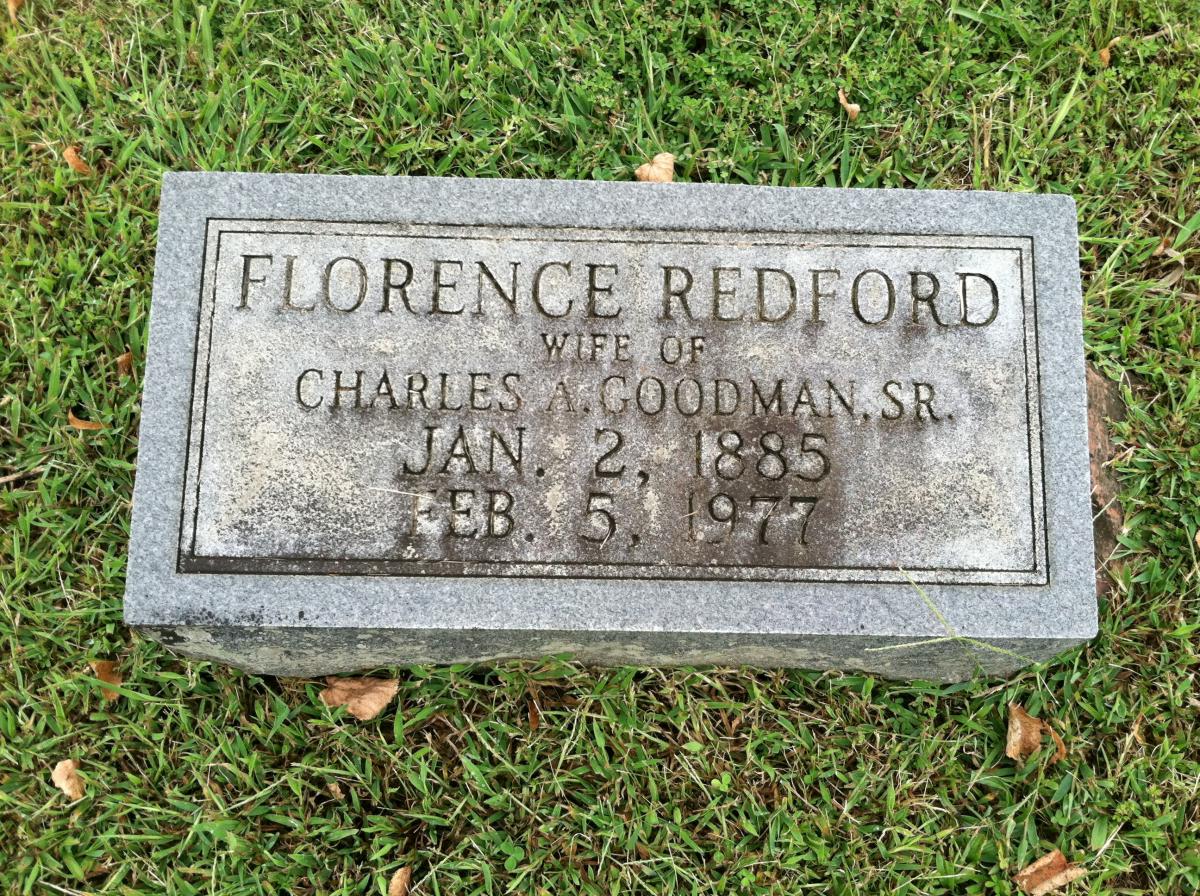 FLORENCE REDFORD
WIFE OF
CHARLES A. GOODMAN, SR.
JAN. 2, 1885
FEB. 5, 1977